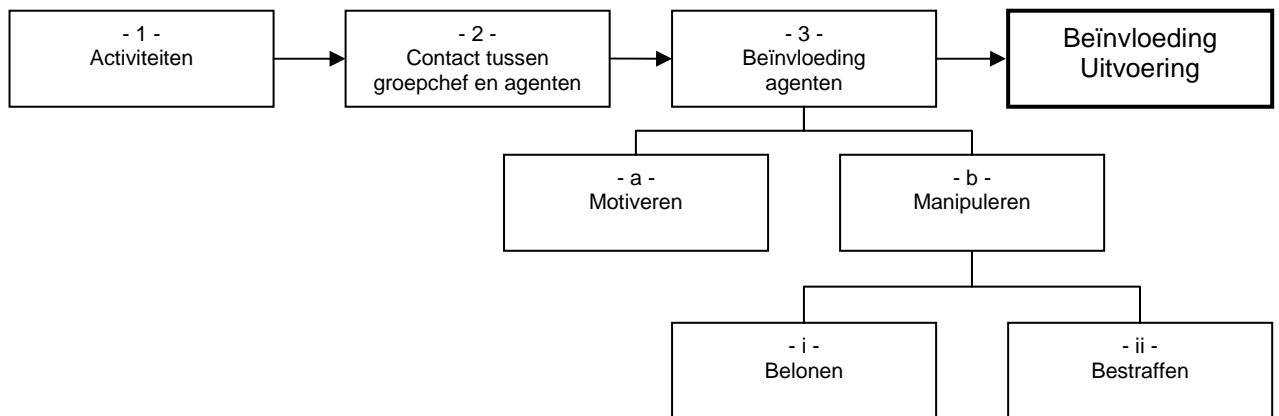 - 1 -
Activiteiten
- 2 -
Contact tussen
groepchef en agenten
- 3 -
Beïnvloeding
agenten
Beïnvloeding
Uitvoering
- a -
Motiveren
- b -
Manipuleren
- i -
Belonen
- ii -
Bestraffen